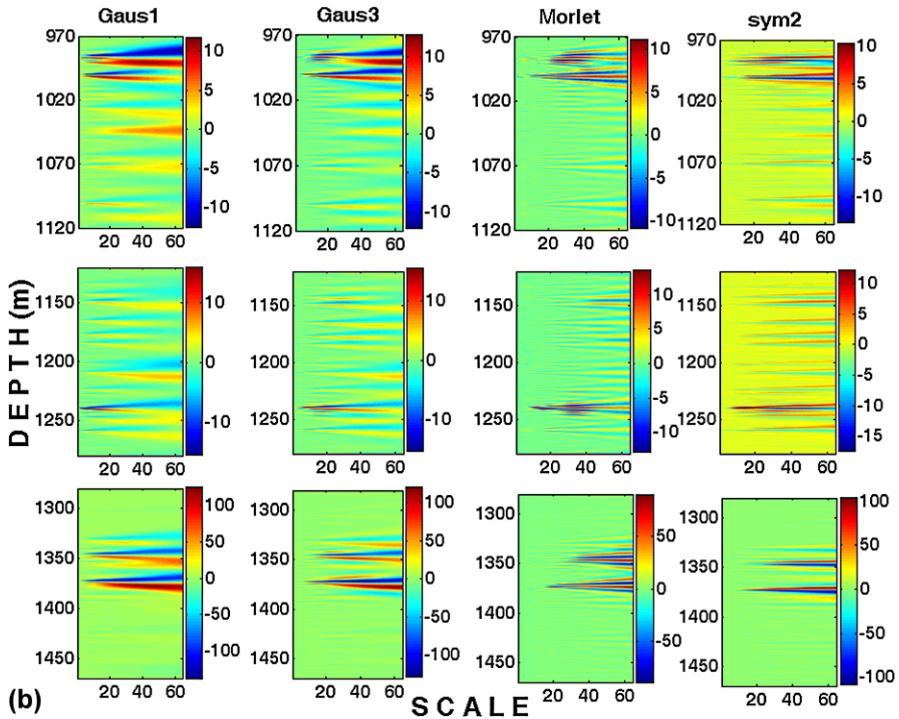 Gaus1 Gaus3 Morlet sym2
970 970 970 970
1020 1020 1020 1020
1070 1070 1070 1070
1120 1120 1120 1120
10 5 0 -5 -10
10 5 0 -5 -10
10 5 0 -5 -10
10 5 0 -5 -10
20 40 60 20 40 60 20 40 60 20 40 60
DEPTH (m)
1150 1150 1150 1150
1200 1200 1200 1200
1250 1250 1250 1250
10 0 -10
10 0 -10
10 5 0 -5 -10
10 5 0 -5 -10 -15
20 40 60 20 40 60 20 40 60 20 40 60
1300 1300 1300 1300
1350 1350 1350 1350
1400 1400 1400 1400
1450 1450 1450 1450
100 50 0 -50 -100
100 50 0 -50 -100
50 0 -50
100 50 0 -50 -100
20 40 60 20 40 60 20 40 60 20 40 60
(b)
SCALE